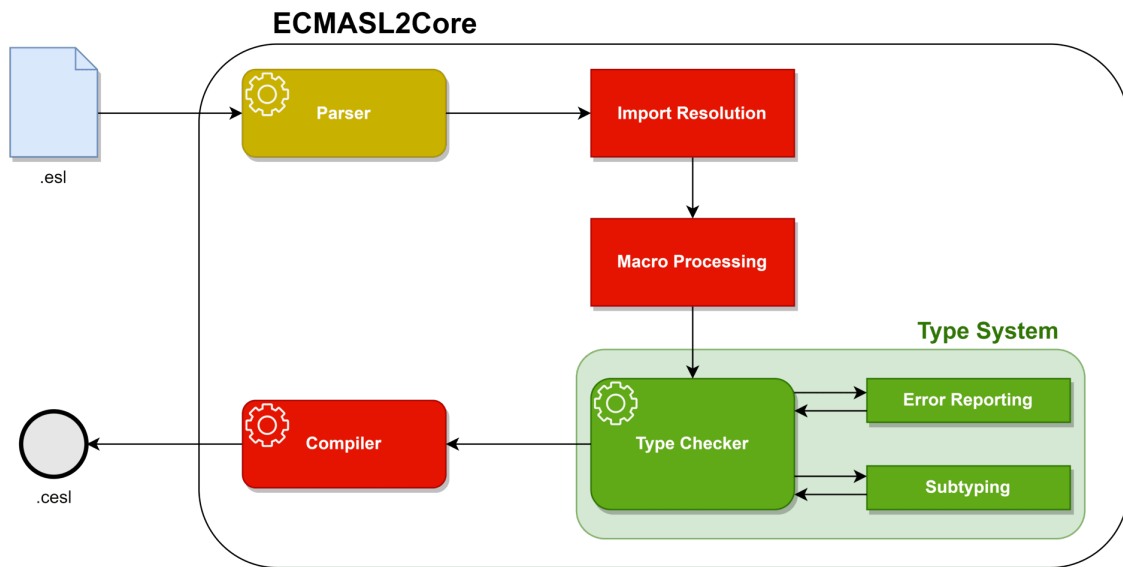 ECMASL2Core
Parser
Import Resolution
.esl
Macro Processing
Type System
Error Reporting
Type Checker
Compiler
Subtyping
.cesl